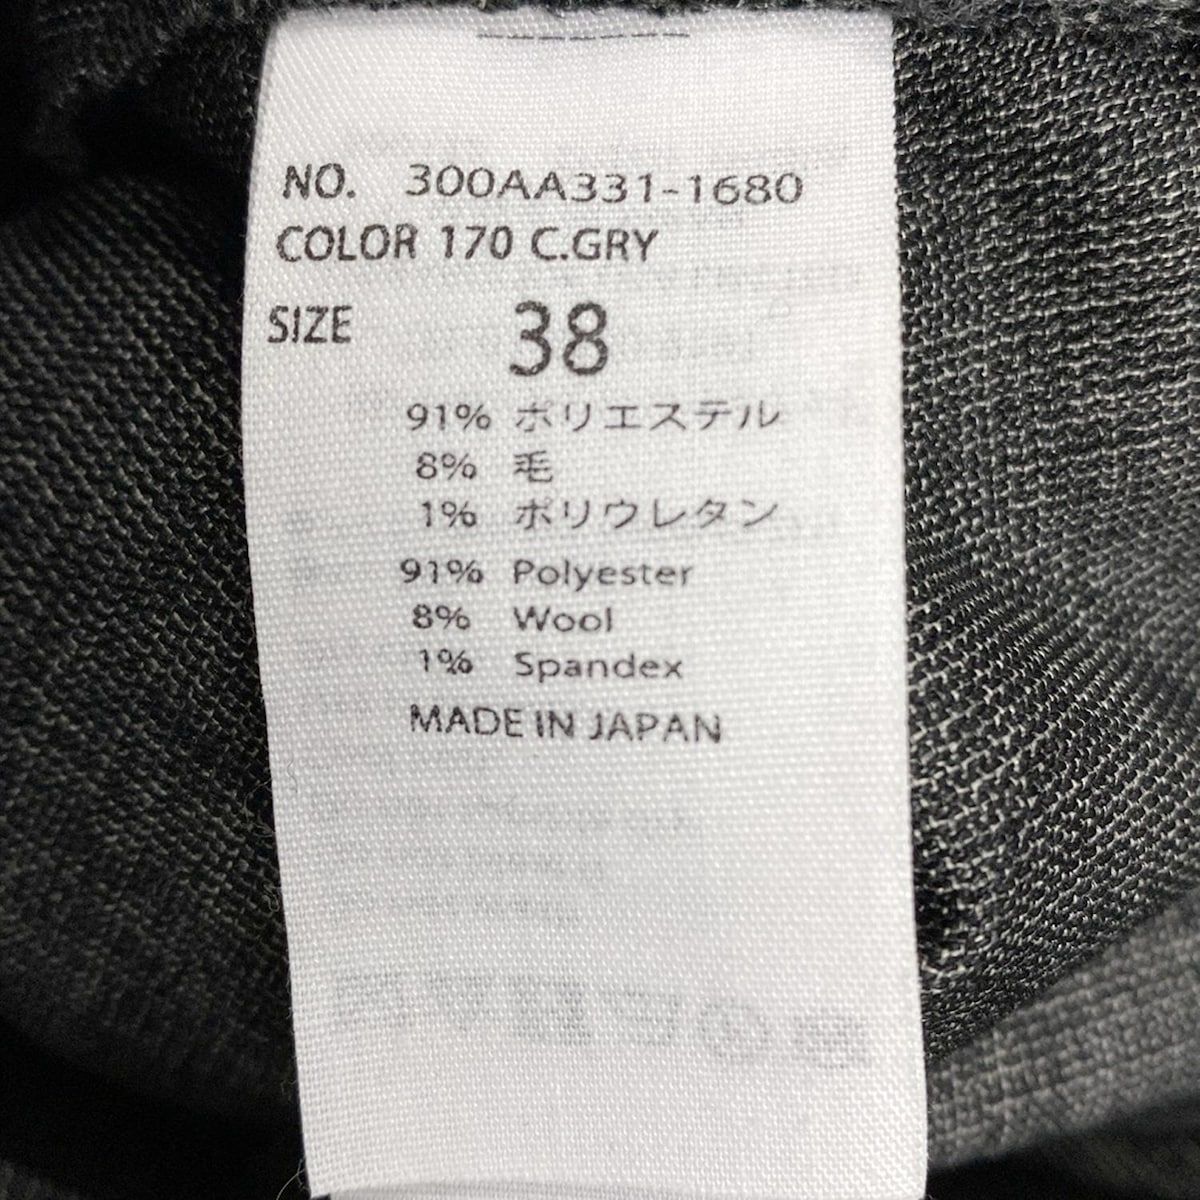 NO. 300AA331-1680
COLOR 170 C.GRY
SIZE 38
91% ポリエステル
8% 毛
1% ポリウレタン
91% Polyester
8% Wool
1% Spandex
MADE IN JAPAN